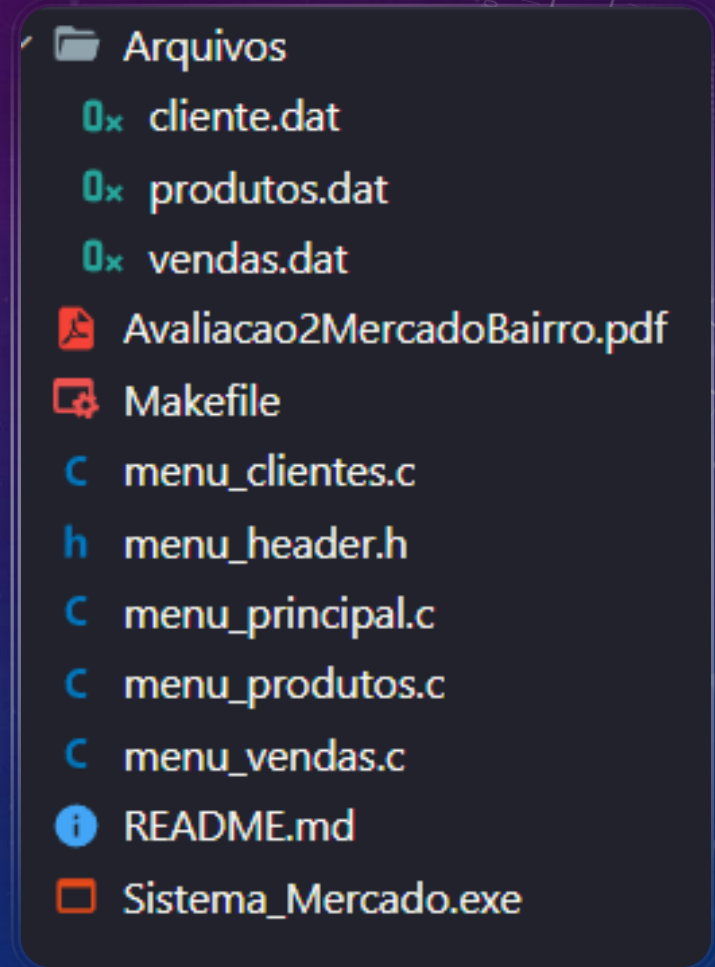 Arquivos
cliente.dat
produtos.dat
vendas.dat
Avaliacao2MercadoBairro.pdf
Makefile
C menu_clientes.c
h menu_header.h
C menu_principal.c
C menu_produtos.c
C menu_vendas.c
README.md
Sistema_Mercado.exe